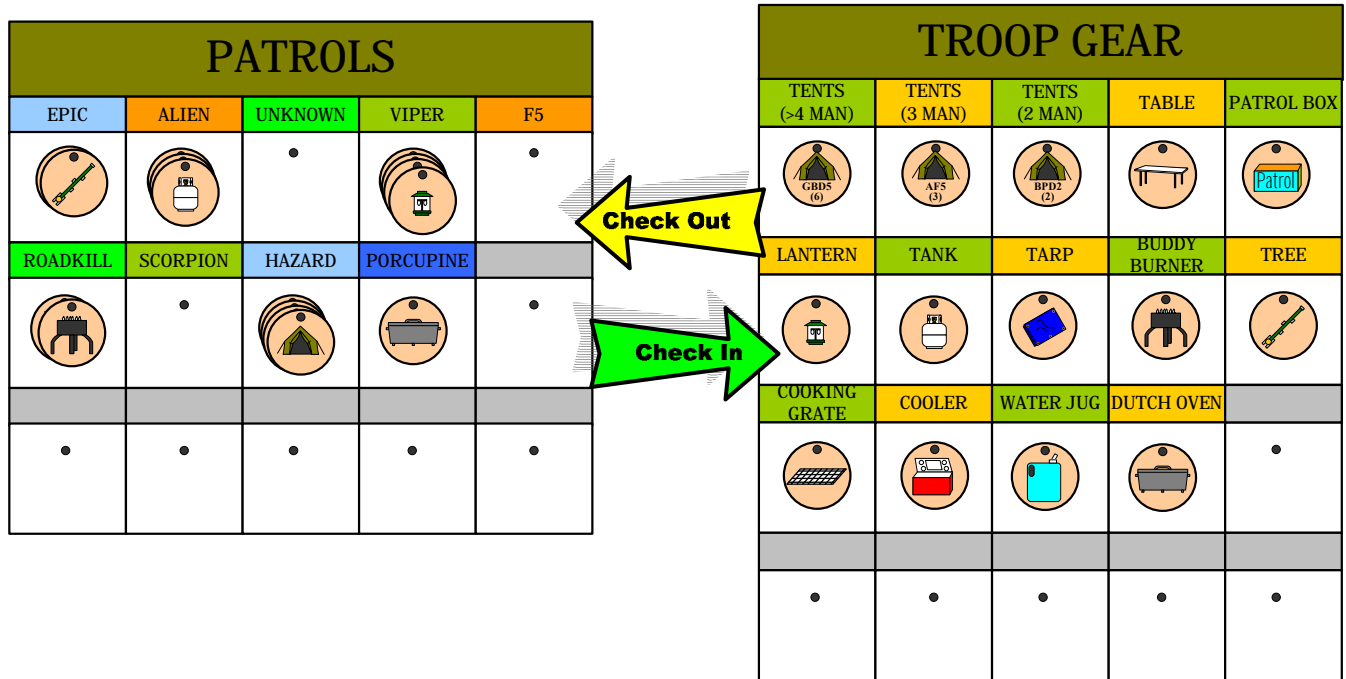 PATROLS
EPIC ALIEN UNKNOWN VIPER F5
ROADKILL SCORPION HAZARD PORCUPINE
Check Out
Check In
TROOP GEAR
TENTS
(>4 MAN)
TENTS
(3 MAN)
TENTS
(2 MAN)
TABLE
PATROL BOX
GBD5
(6)
AF5
(3)
BPD2
(2)
Patrol
LANTERN
TANK
TARP
BUDDY
BURNER
TREE
COOKING
GRATE
COOLER
WATER JUG
DUTCH OVEN